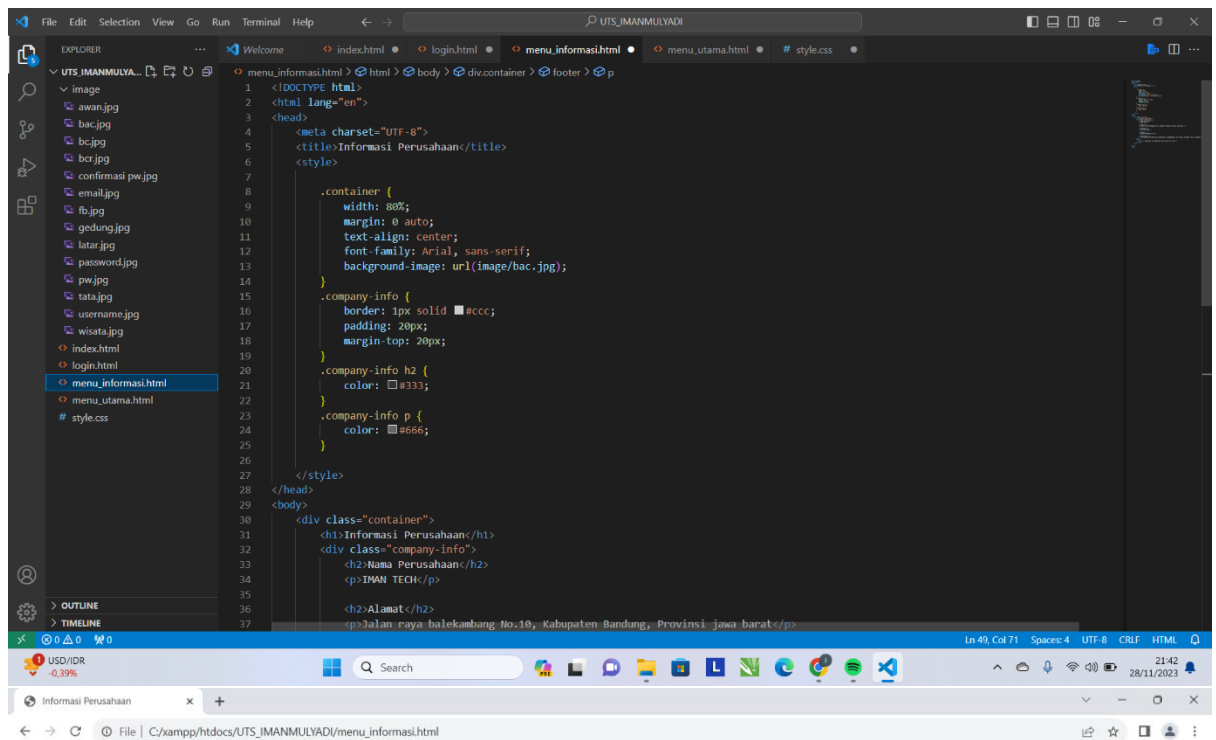 File Edit Selection View Go Run Terminal Help UTS_IMANMULYADI
EXPLORER
Welcome index.html login.html menu_informasi.html menu_utama.html # style.css
UTS_IMANMULYA...
image
awan.jpg
bac.jpg
bc.jpg
bcr.jpg
confirmasi pw.jpg
email.jpg
fb.jpg
gedung.jpg
latar.jpg
password.jpg
pw.jpg
tata.jpg
username.jpg
wisata.jpg
index.html
login.html
menu_informasi.html
menu_utama.html
# style.css
OUTLINE
TIMELINE
menu_informasi.html > html > body > div.container > footer > p
1 <!DOCTYPE html>
2 <html lang="en">
3 <head>
4 <meta charset="UTF-8">
5 <title>Informasi Perusahaan</title>
6 <style>
7
8 .container {
9 width: 80%;
10 margin: 0 auto;
11 text-align: center;
12 font-family: Arial, sans-serif;
13 background-image: url(image/bac.jpg);
14 }
15 .company-info {
16 border: 1px solid #ccc;
17 padding: 20px;
18 margin-top: 20px;
19 }
20 .company-info h2 {
21 color: #333;
22 }
23 .company-info p {
24 color: #666;
25 }
26
27 </style>
28 </head>
29 <body>
30 <div class="container">
31 <h1>Informasi Perusahaan</h1>
32 <div class="company-info">
33 <h2>Nama Perusahaan</h2>
34 <p>IMAN TECH</p>
35
36 <h2>Alamat</h2>
37 <p>Jalan raya balekambang No.10, Kabupaten Bandung, Provinsi jawa barat</p>
5
0 0 0 Ln 49, Col 71 Spaces: 4 UTF-8 CRLF HTML
1 USD/IDR
-0,39%
Search
PRE
L
21:42
28/11/2023
Informasi Perusahaan
File | C:/xampp/htdocs/UTS_IMANMULYADI/menu_informasi.html